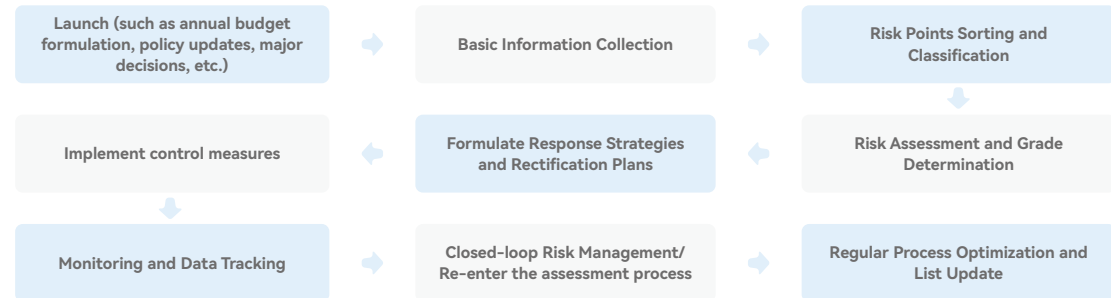 Launch (such as annual budget
formulation, policy updates, major
decisions, etc.)
Basic Information Collection
Risk Points Sorting and
Classification
Implement control measures
Formulate Response Strategies
and Rectification Plans
Risk Assessment and Grade
Determination
Monitoring and Data Tracking
Closed-loop Risk Management/
Re-enter the assessment process
Regular Process Optimization and
List Update